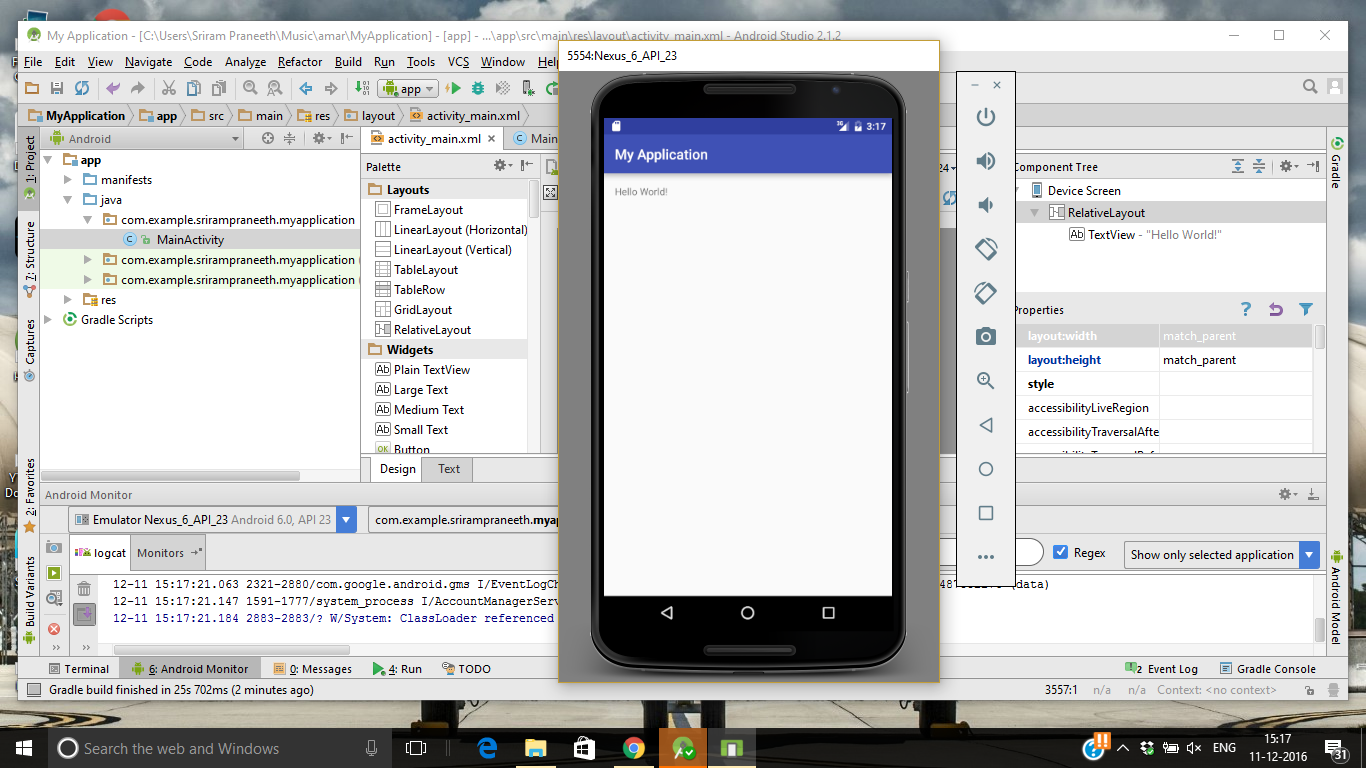 My Application - [C:\Users\Sriram Praneeth\Music\amar\MyApplication] - [app] - ...\app\src\main\res\layout\activity_main.xml - Android Studio 2.1.2
File Edit View Navigate Code Analyze Refactor Build Run Tools VCS Window Help
app
MyApplication app src main res layout activity_main.xml
1: Project
7: Structure
Captures
2: Favorites
Build Variants
Android
app
manifests
java
com.example.srirampraneeth.myapplication
MainActivity
com.example.srirampraneeth.myapplication
com.example.srirampraneeth.myapplication
res
Gradle Scripts
activity_main.xml
Main
Palette
Layouts
FrameLayout
LinearLayout (Horizontal)
LinearLayout (Vertical)
TableLayout
TableRow
GridLayout
RelativeLayout
Widgets
Plain TextView
Large Text
Medium Text
Small Text
Button
Design Text
5554:Nexus_6_API_23
3G 3:17
My Application
Hello World!
24
Component Tree
Device Screen
RelativeLayout
Ab TextView - "Hello World!"
Properties
layout:width match_parent
layout:height match_parent
style
accessibilityLiveRegion
accessibilityTraversalAfte
Gradle
Android Model
Android Monitor
Emulator Nexus_6_API_23 Android 6.0, API 23
com.example.srirampraneeth.myap
logcat Monitors
Regex
Show only selected application
12-11 15:17:21.063 2321-2880/com.google.android.gms I/EventLogCh
(data)
12-11 15:17:21.147 1591-1777/system_process I/AccountManagerServ
12-11 15:17:21.184 2883-2883/? W/System: ClassLoader referenced
Terminal 6: Android Monitor 0: Messages 4: Run TODO
2 Event Log Gradle Console
Gradle build finished in 25s 702ms (2 minutes ago)
3557:1 n/a n/a Context: <no context>
Search the web and Windows
ENG
15:17
11-12-2016
31